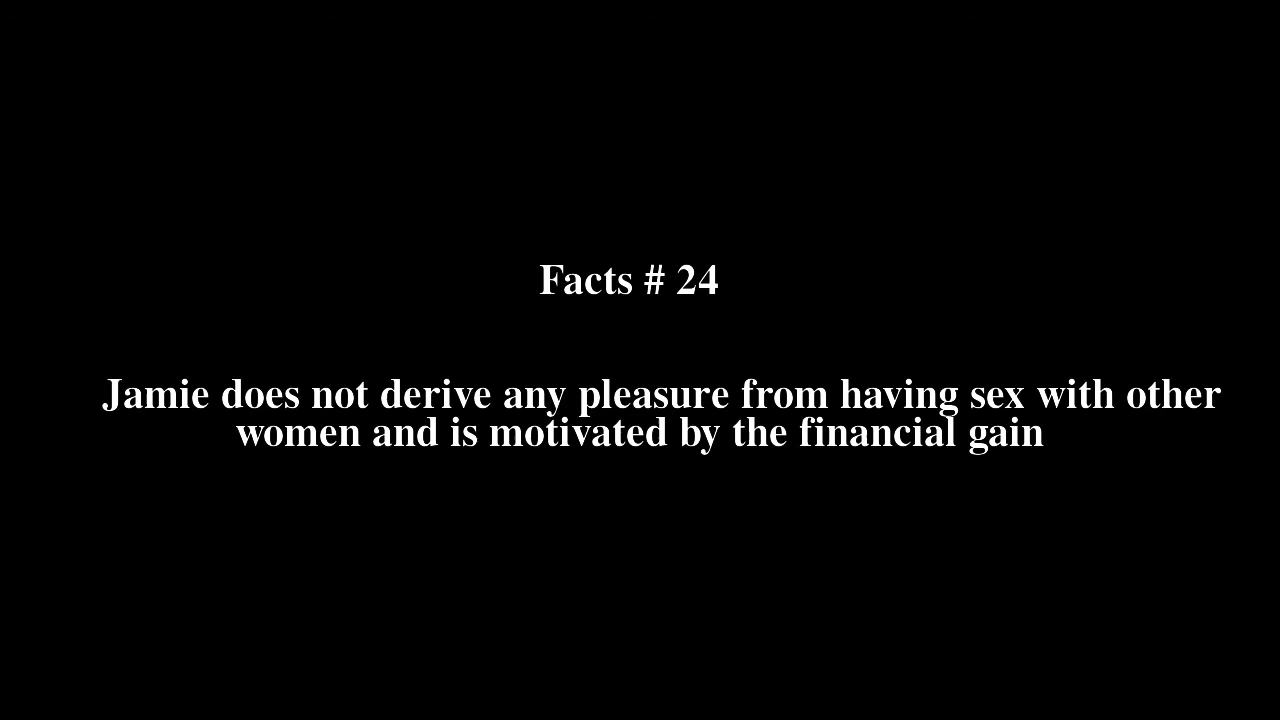 Facts # 24
Jamie does not derive any pleasure from having sex with other
women and is motivated by the financial gain